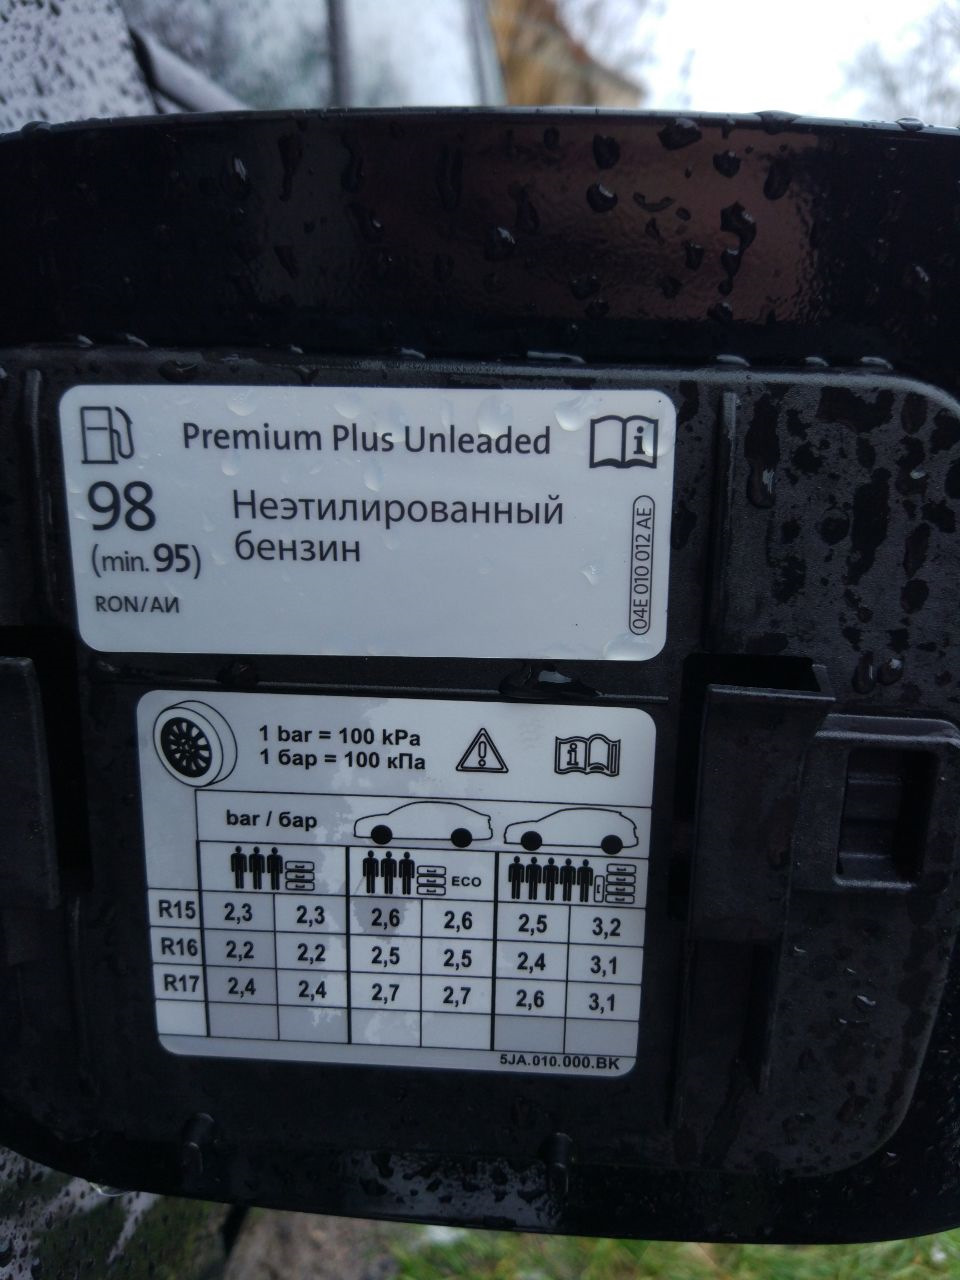 Premium Plus Unleaded
98
(min. 95)
RON/АИ
Неэтилированный
бензин
04E 010 012 AE
1 bar = 100 kPa
1 бар = 100 кПа
bar / бар
ECO
R15 2,3 2,3 2,6 2,6 2,5 3,2
R16 2,2 2,2 2,5 2,5 2,4 3,1
R17 2,4 2,4 2,7 2,7 2,6 3,1
5JA.010.000.BK